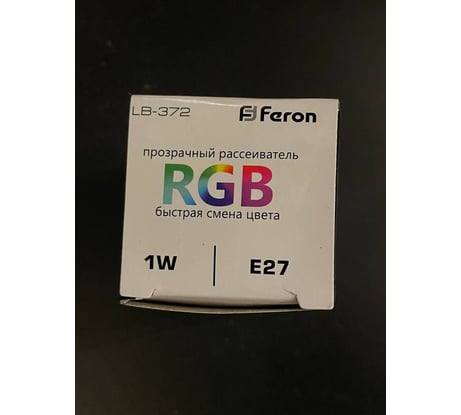 LB-372 Feron
прозрачный рассеиватель
RGB
быстрая смена цвета
1W | E27